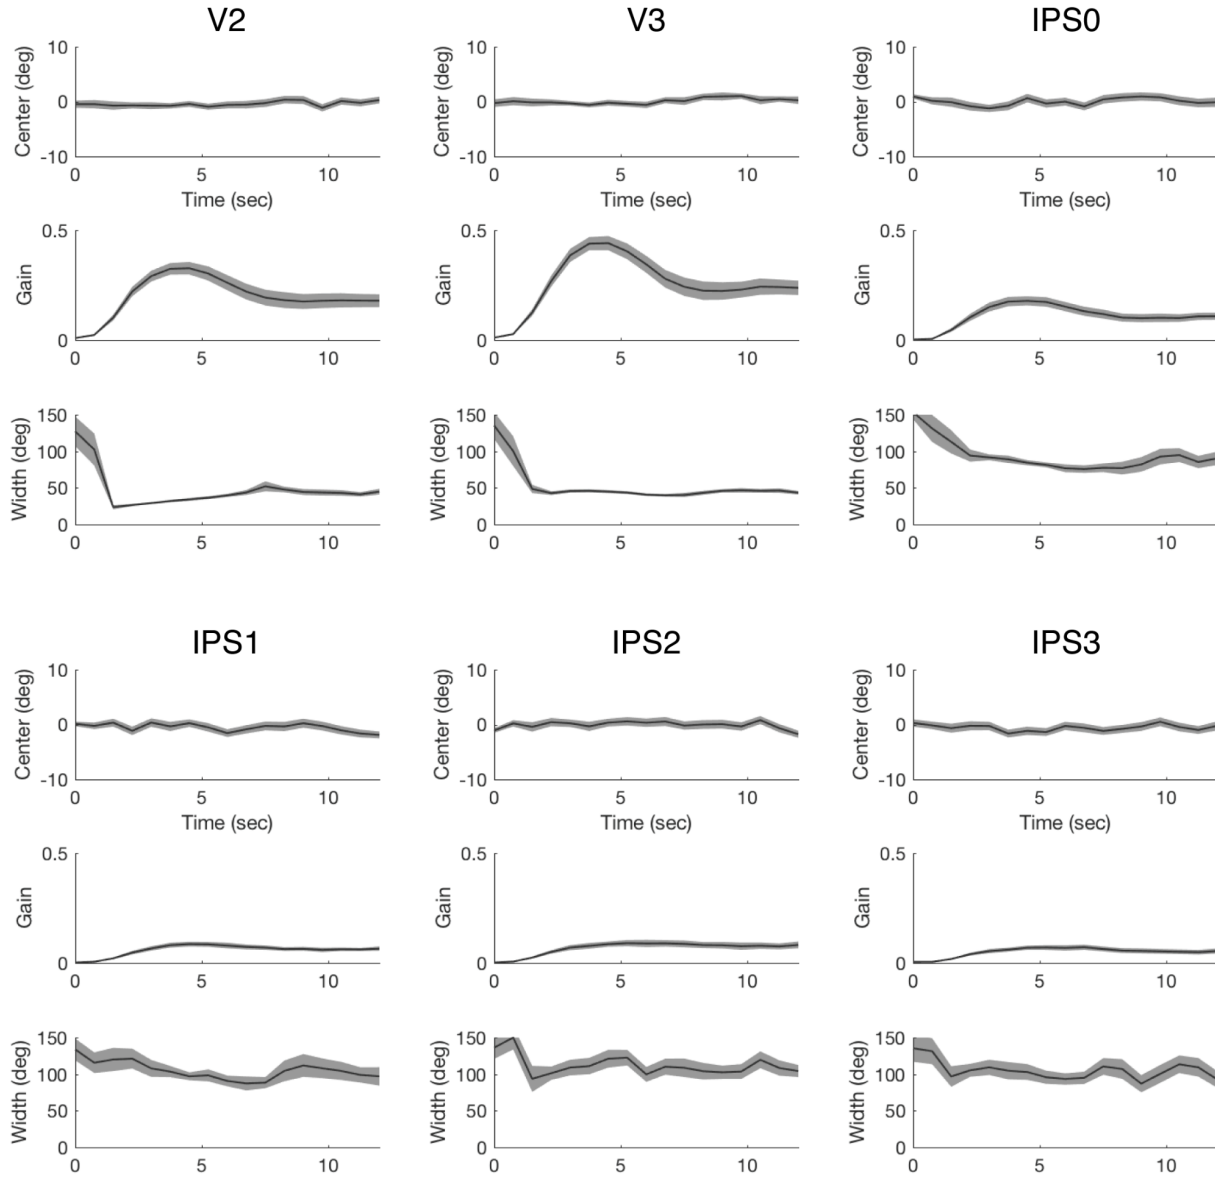 V2 V3 IPS0
10 10 10
Center (deg) Center (deg) Center (deg)
0 0 0
-10 -10 -10
0 5 10 0 5 10 0 5 10
Time (sec) Time (sec) Time (sec)
0.5 0.5 0.5
Gain Gain Gain
0 0 0
0 5 10 0 5 10 0 5 10
150 150 150
Width (deg) Width (deg) Width (deg)
100 100 100
50 50 50
0 0 0
0 5 10 0 5 10 0 5 10
IPS1 IPS2 IPS3
10 10 10
Center (deg) Center (deg) Center (deg)
0 0 0
-10 -10 -10
0 5 10 0 5 10 0 5 10
Time (sec) Time (sec) Time (sec)
0.5 0.5 0.5
Gain Gain Gain
0 0 0
0 5 10 0 5 10 0 5 10
150 150 150
Width (deg) Width (deg) Width (deg)
100 100 100
50 50 50
0 0 0
0 5 10 0 5 10 0 5 10